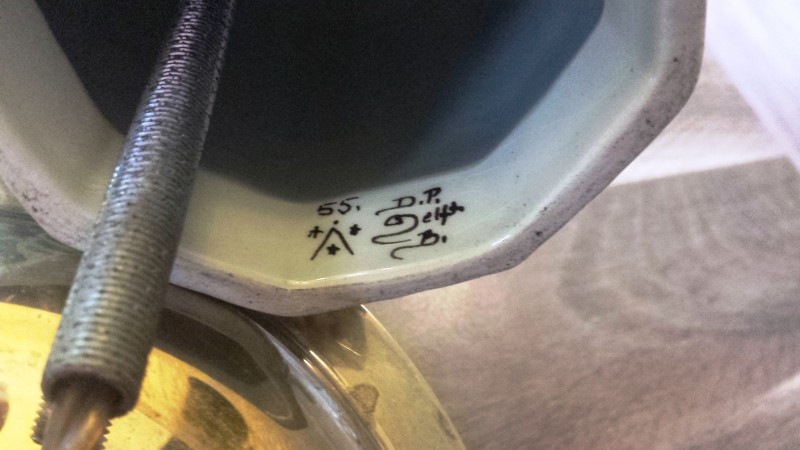 55. D.P.
Delft
B.